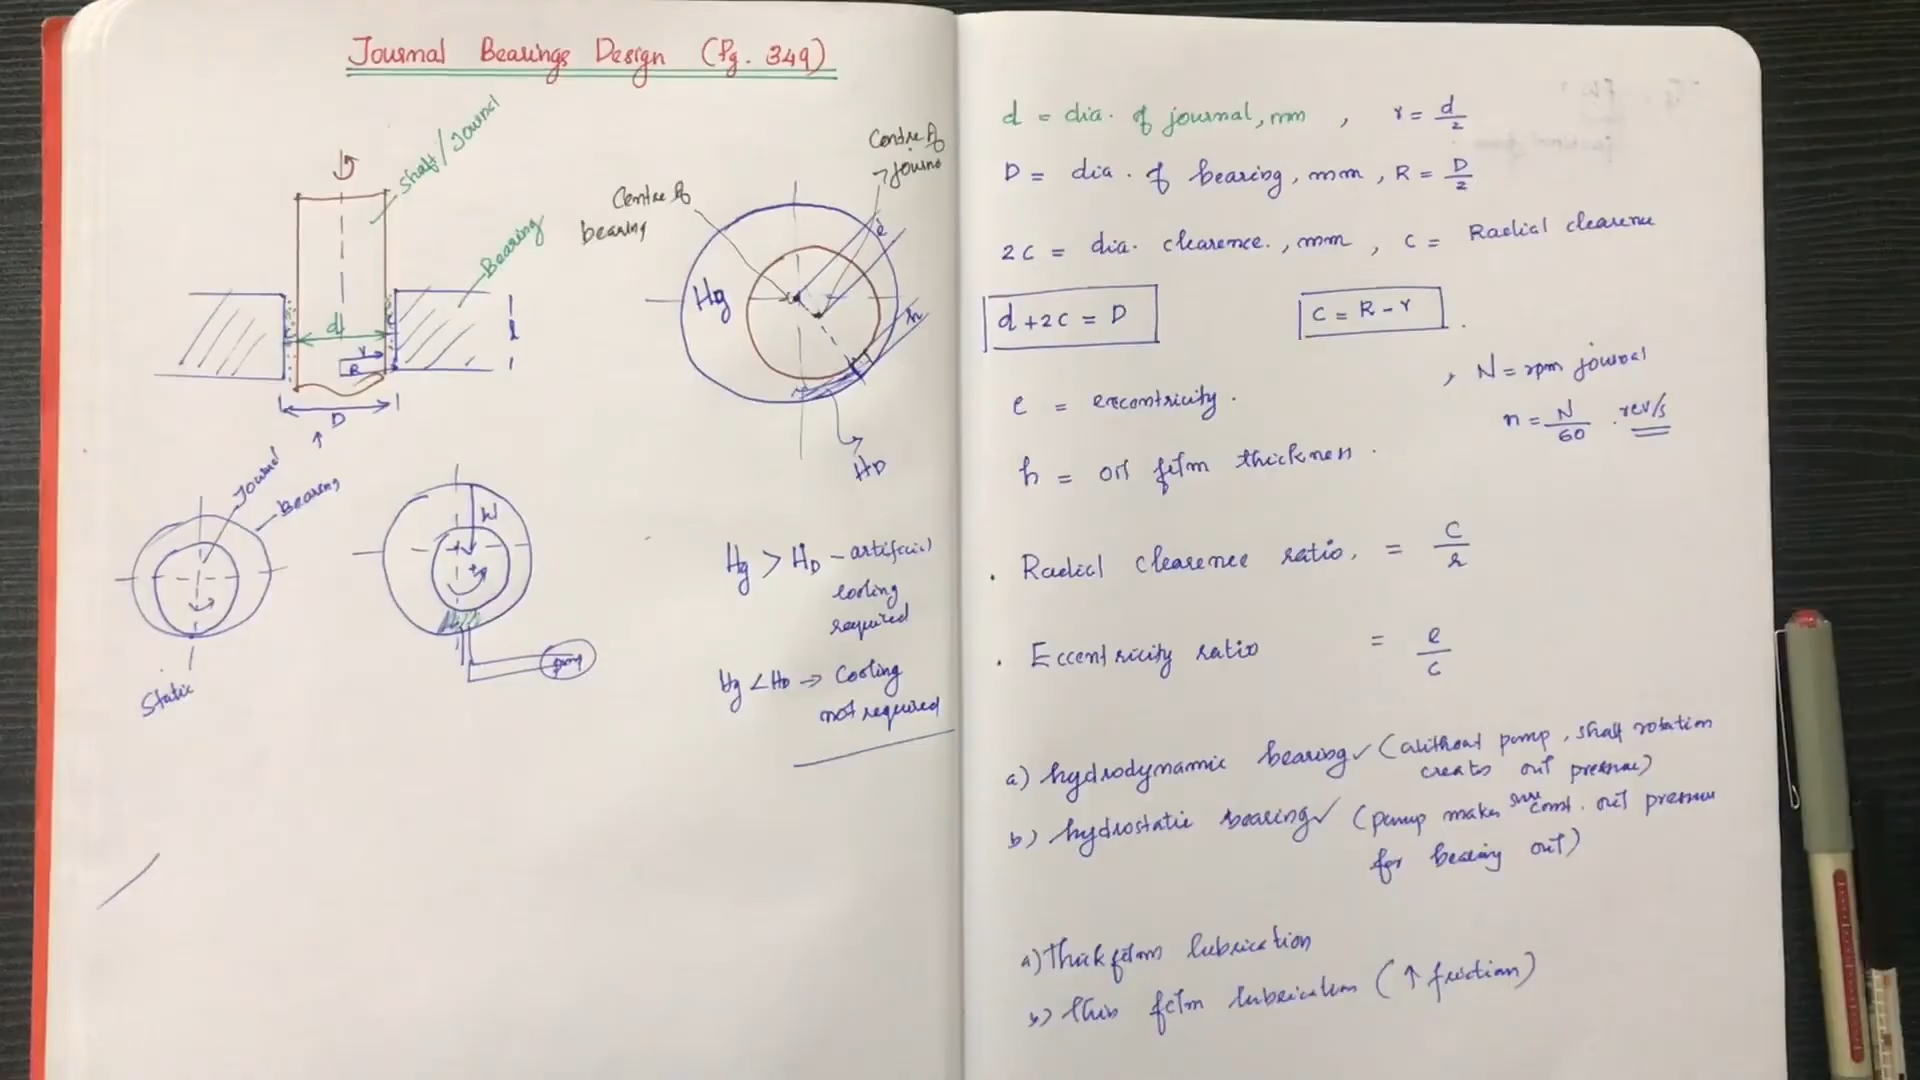 Journal Bearings Design (Pg. 349)
Shaft/Journal
Bearing
d
r
R
l
D
Centre of
bearing
Centre of
journa
e
Hg
h
HD
Journal
Bearing
Static
W
pump
Hg > HD - artificial
cooling
required
Hg < HD → Cooling
not required
d = dia. of journal, mm , r = d/2
D = dia. of bearing, mm , R = D/2
2c = dia. clearence., mm , c = Radial clearence
d + 2c = D
C = R - r
, N = rpm journal
n = N/60 . rev/s
e = eccentricity.
h = oil film thickness.
. Radial clearence ratio, = c/r
. Eccentricity ratio = e/c
a) hydrodynamic bearing ✓ (without pump, shaft rotation
creats oil pressure)
b) hydrostatic bearing ✓ (pump makes sure const. oil pressure
for bearing oil)
a) Thick film lubrication
b) thin film lubrication (↑ friction)